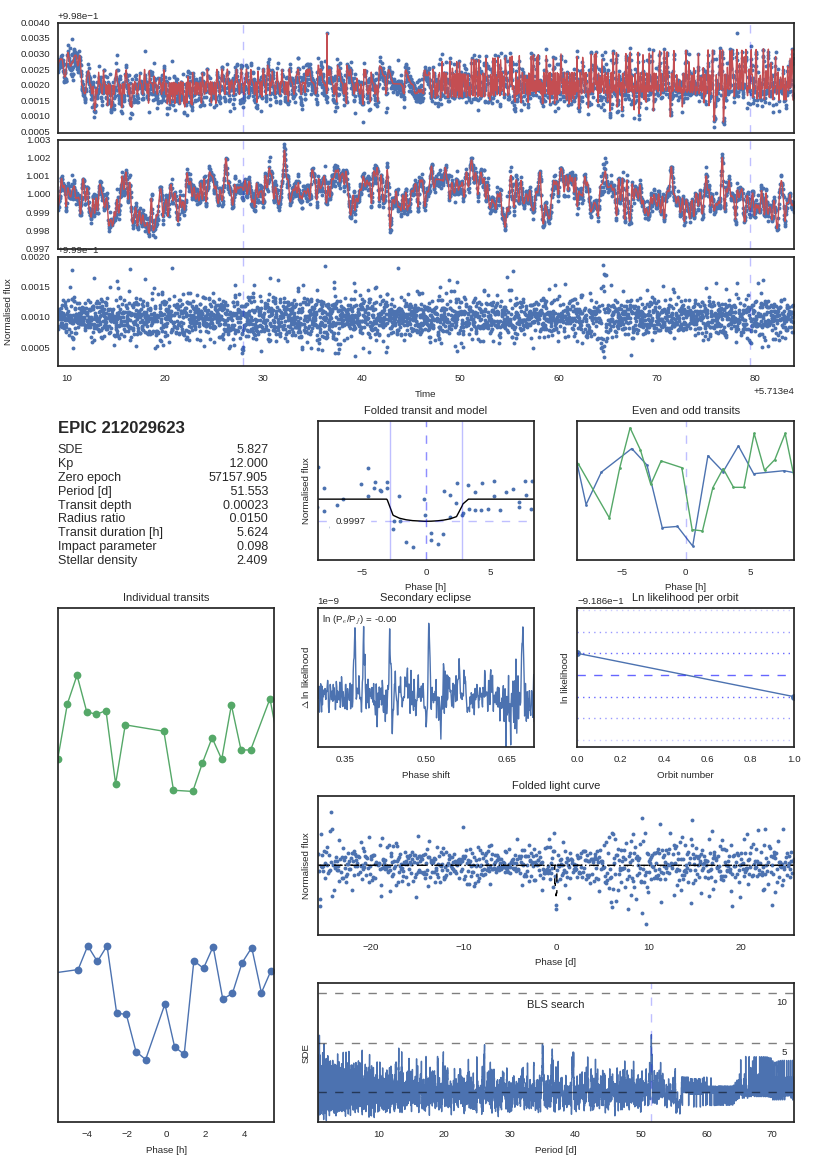 +9.98e−1
0.0040
0.0035
0.0030
0.0025
0.0020
0.0015
0.0010
0.0005
1.003
1.002
1.001
1.000
0.999
0.998
0.997
+9.99e−1
0.0020
0.0015
0.0010
0.0005
Normalised flux
10 20 30 40 50 60 70 80
Time
+5.713e4
EPIC 212029623
SDE 5.827
Kp 12.000
Zero epoch 57157.905
Period [d] 51.553
Transit depth 0.00023
Radius ratio 0.0150
Transit duration [h] 5.624
Impact parameter 0.098
Stellar density 2.409
Folded transit and model
Normalised flux
0.9997
−5 0 5
Phase [h]
Even and odd transits
−5 0 5
Phase [h]
Individual transits
−4 −2 0 2 4
Phase [h]
Secondary eclipse
1e−9
Δ ln likelihood
0.35 0.50 0.65
Phase shift
Ln likelihood per orbit
−9.186e−1
ln likelihood
0.0 0.2 0.4 0.6 0.8 1.0
Orbit number
Folded light curve
Normalised flux
−20 −10 0 10 20
Phase [d]
BLS search
10
5
SDE
10 20 30 40 50 60 70
Period [d]